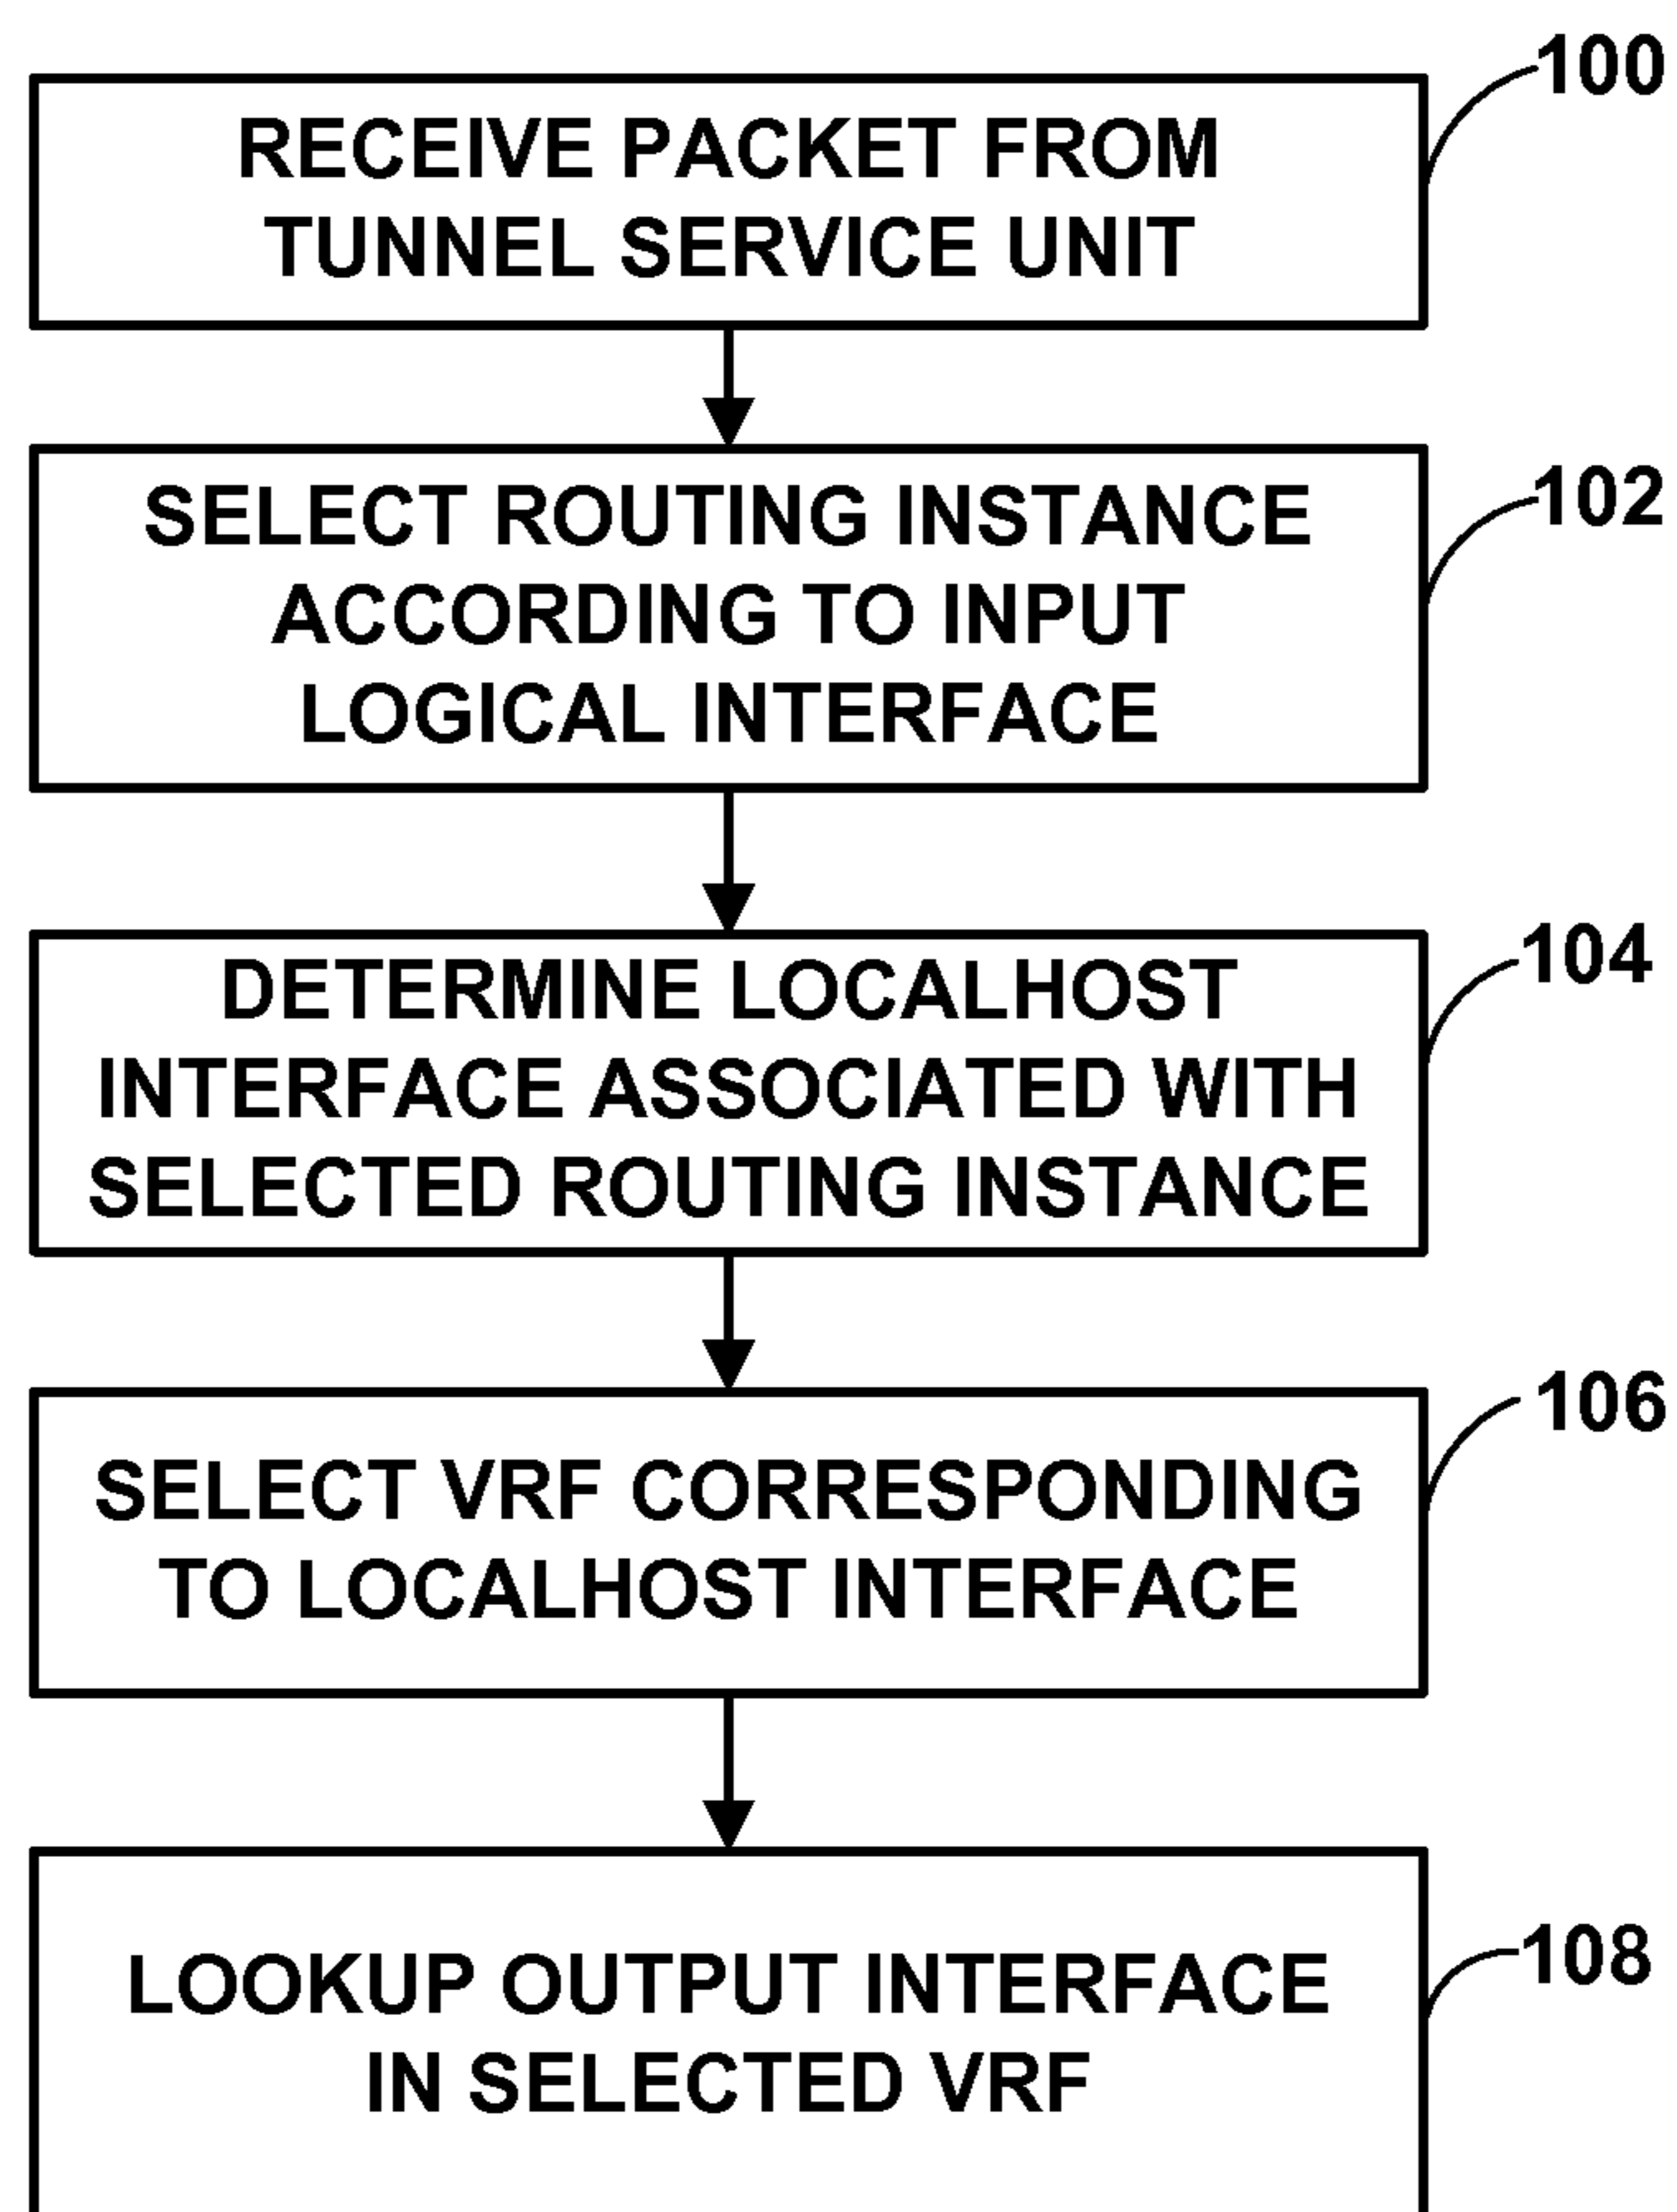 100
RECEIVE PACKET FROM
TUNNEL SERVICE UNIT
102
SELECT ROUTING INSTANCE
ACCORDING TO INPUT
LOGICAL INTERFACE
104
DETERMINE LOCALHOST
INTERFACE ASSOCIATED WITH
SELECTED ROUTING INSTANCE
106
SELECT VRF CORRESPONDING
TO LOCALHOST INTERFACE
108
LOOKUP OUTPUT INTERFACE
IN SELECTED VRF